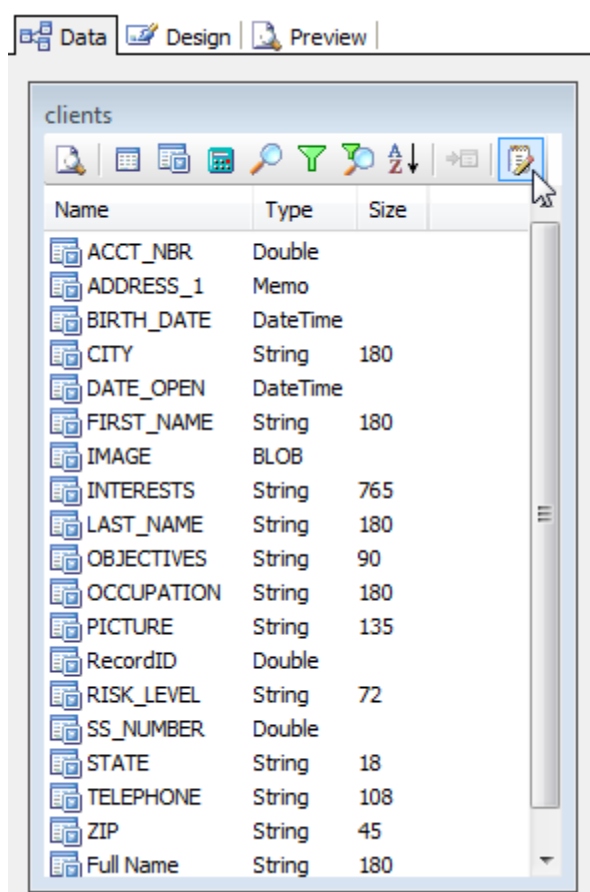 Data Design Preview
clients
Name Type Size
ACCT_NBR Double
ADDRESS_1 Memo
BIRTH_DATE DateTime
CITY String 180
DATE_OPEN DateTime
FIRST_NAME String 180
IMAGE BLOB
INTERESTS String 765
LAST_NAME String 180
OBJECTIVES String 90
OCCUPATION String 180
PICTURE String 135
RecordID Double
RISK_LEVEL String 72
SS_NUMBER Double
STATE String 18
TELEPHONE String 108
ZIP String 45
Full Name String 180